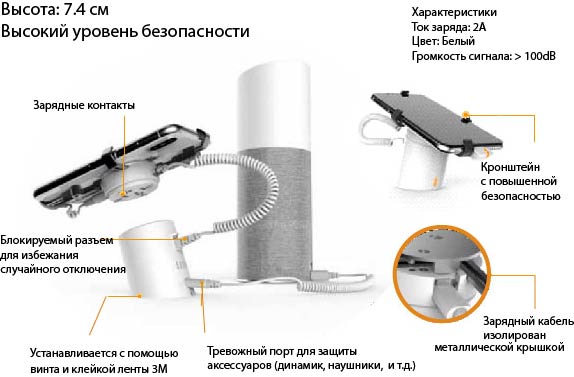 Высота: 7.4 см
Высокий уровень безопасности
Характеристики
Ток заряда: 2А
Цвет: Белый
Громкость сигнала: > 100dB
Зарядные контакты
Кронштейн
с повышенной
безопасностью
Блокируемый разъем
для избежания
случайного отключения
Зарядный кабель
изолирован
металлической крышкой
Устанавливается с помощью
винта и клейкой ленты 3М
Тревожный порт для защиты
аксессуаров (динамик, наушники, и т.д.)